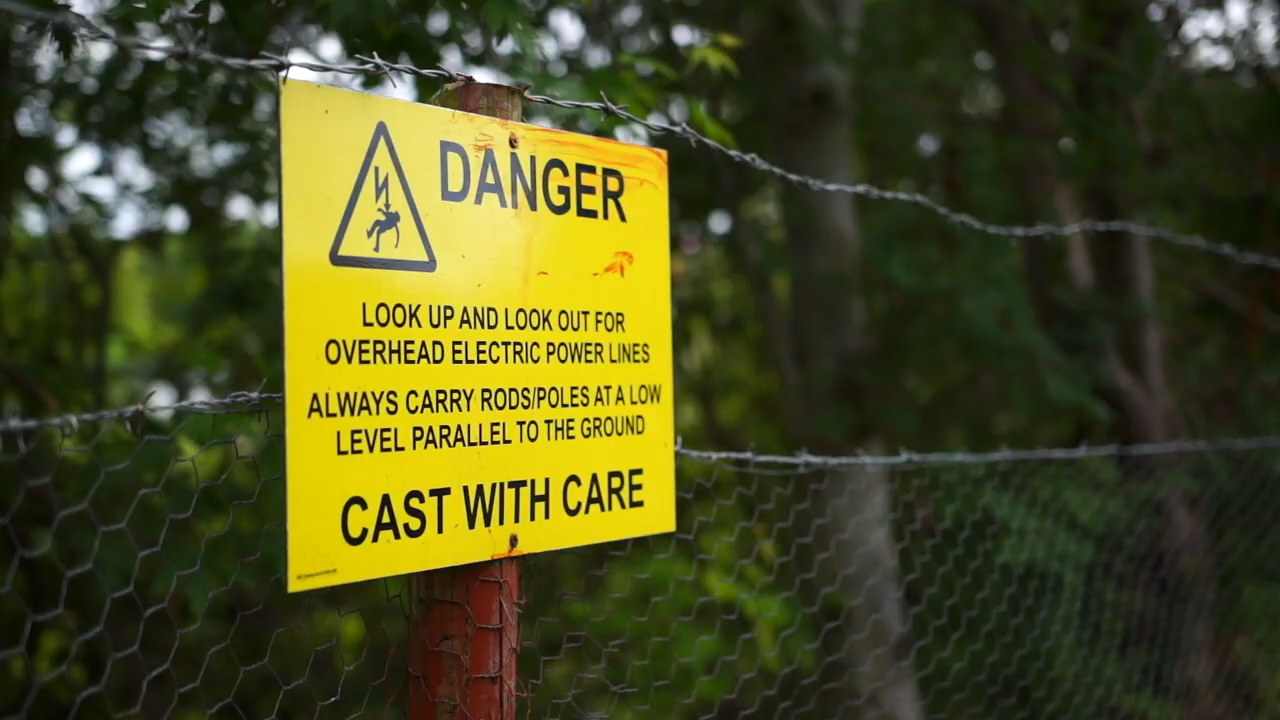 DANGER
LOOK UP AND LOOK OUT FOR
OVERHEAD ELECTRIC POWER LINES
ALWAYS CARRY RODS/POLES AT A LOW
LEVEL PARALLEL TO THE GROUND
CAST WITH CARE